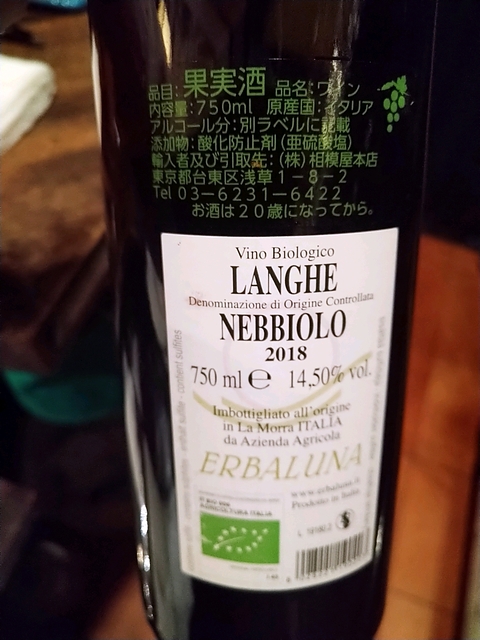 品目:果実酒 品名:ワイン
内容量:750ml 原産国:イタリア
アルコール分:別ラベルに記載
添加物:酸化防止剤(亜硫酸塩)
輸入者及び引取先:(株)相模屋本店
東京都台東区浅草1-8-2
Tel 03-6231-6422
お酒は20歳になってから。
Vino Biologico
LANGHE
Denominazione di Origine Controllata
NEBBIOLO
2018
750 ml e 14,50% vol.
Imbottigliato all'origine
in La Morra ITALIA
da Azienda Agricola
ERBALUNA
AGRICOLTURA ITALIA
www.erbaluna.it
Prodotto in Italia